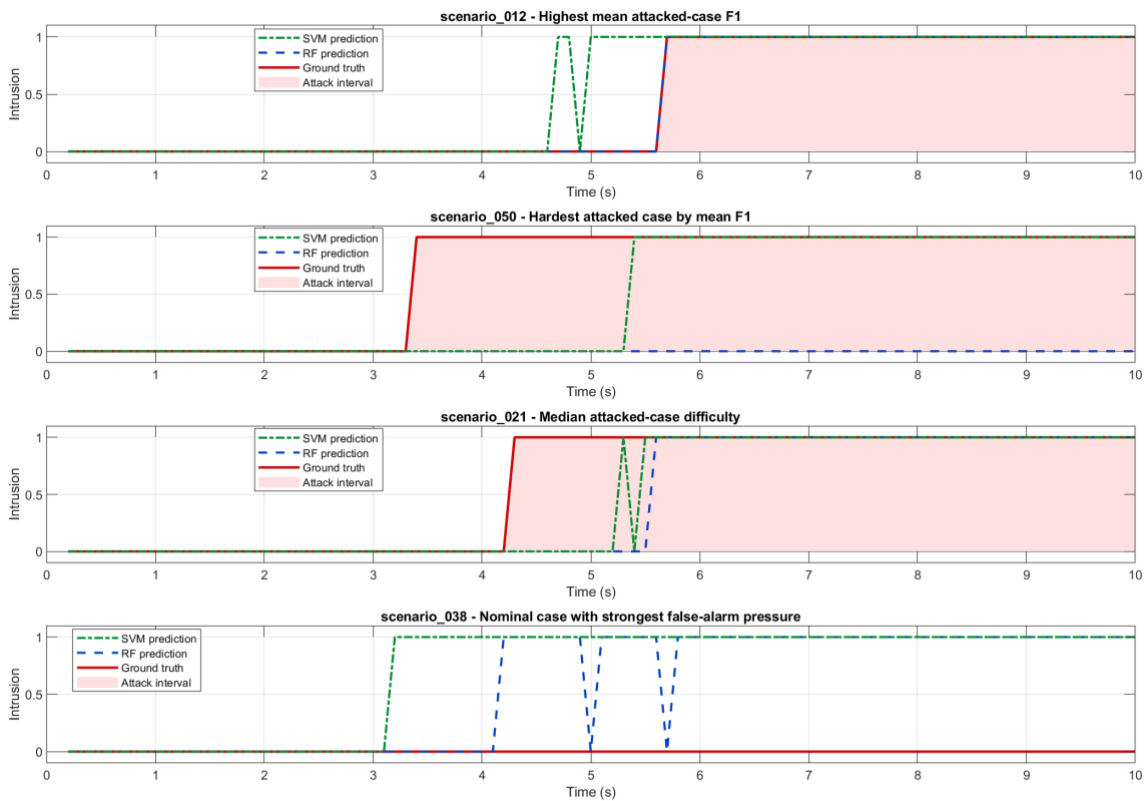 scenario_012 - Highest mean attacked-case F1
SVM prediction
RF prediction
Ground truth
Attack interval
Intrusion
1
0.5
0
0 1 2 3 4 5 6 7 8 9 10
Time (s)
scenario_050 - Hardest attacked case by mean F1
SVM prediction
RF prediction
Ground truth
Attack interval
Intrusion
1
0.5
0
0 1 2 3 4 5 6 7 8 9 10
Time (s)
scenario_021 - Median attacked-case difficulty
SVM prediction
RF prediction
Ground truth
Attack interval
Intrusion
1
0.5
0
0 1 2 3 4 5 6 7 8 9 10
Time (s)
scenario_038 - Nominal case with strongest false-alarm pressure
SVM prediction
RF prediction
Ground truth
Attack interval
Intrusion
1
0.5
0
0 1 2 3 4 5 6 7 8 9 10
Time (s)